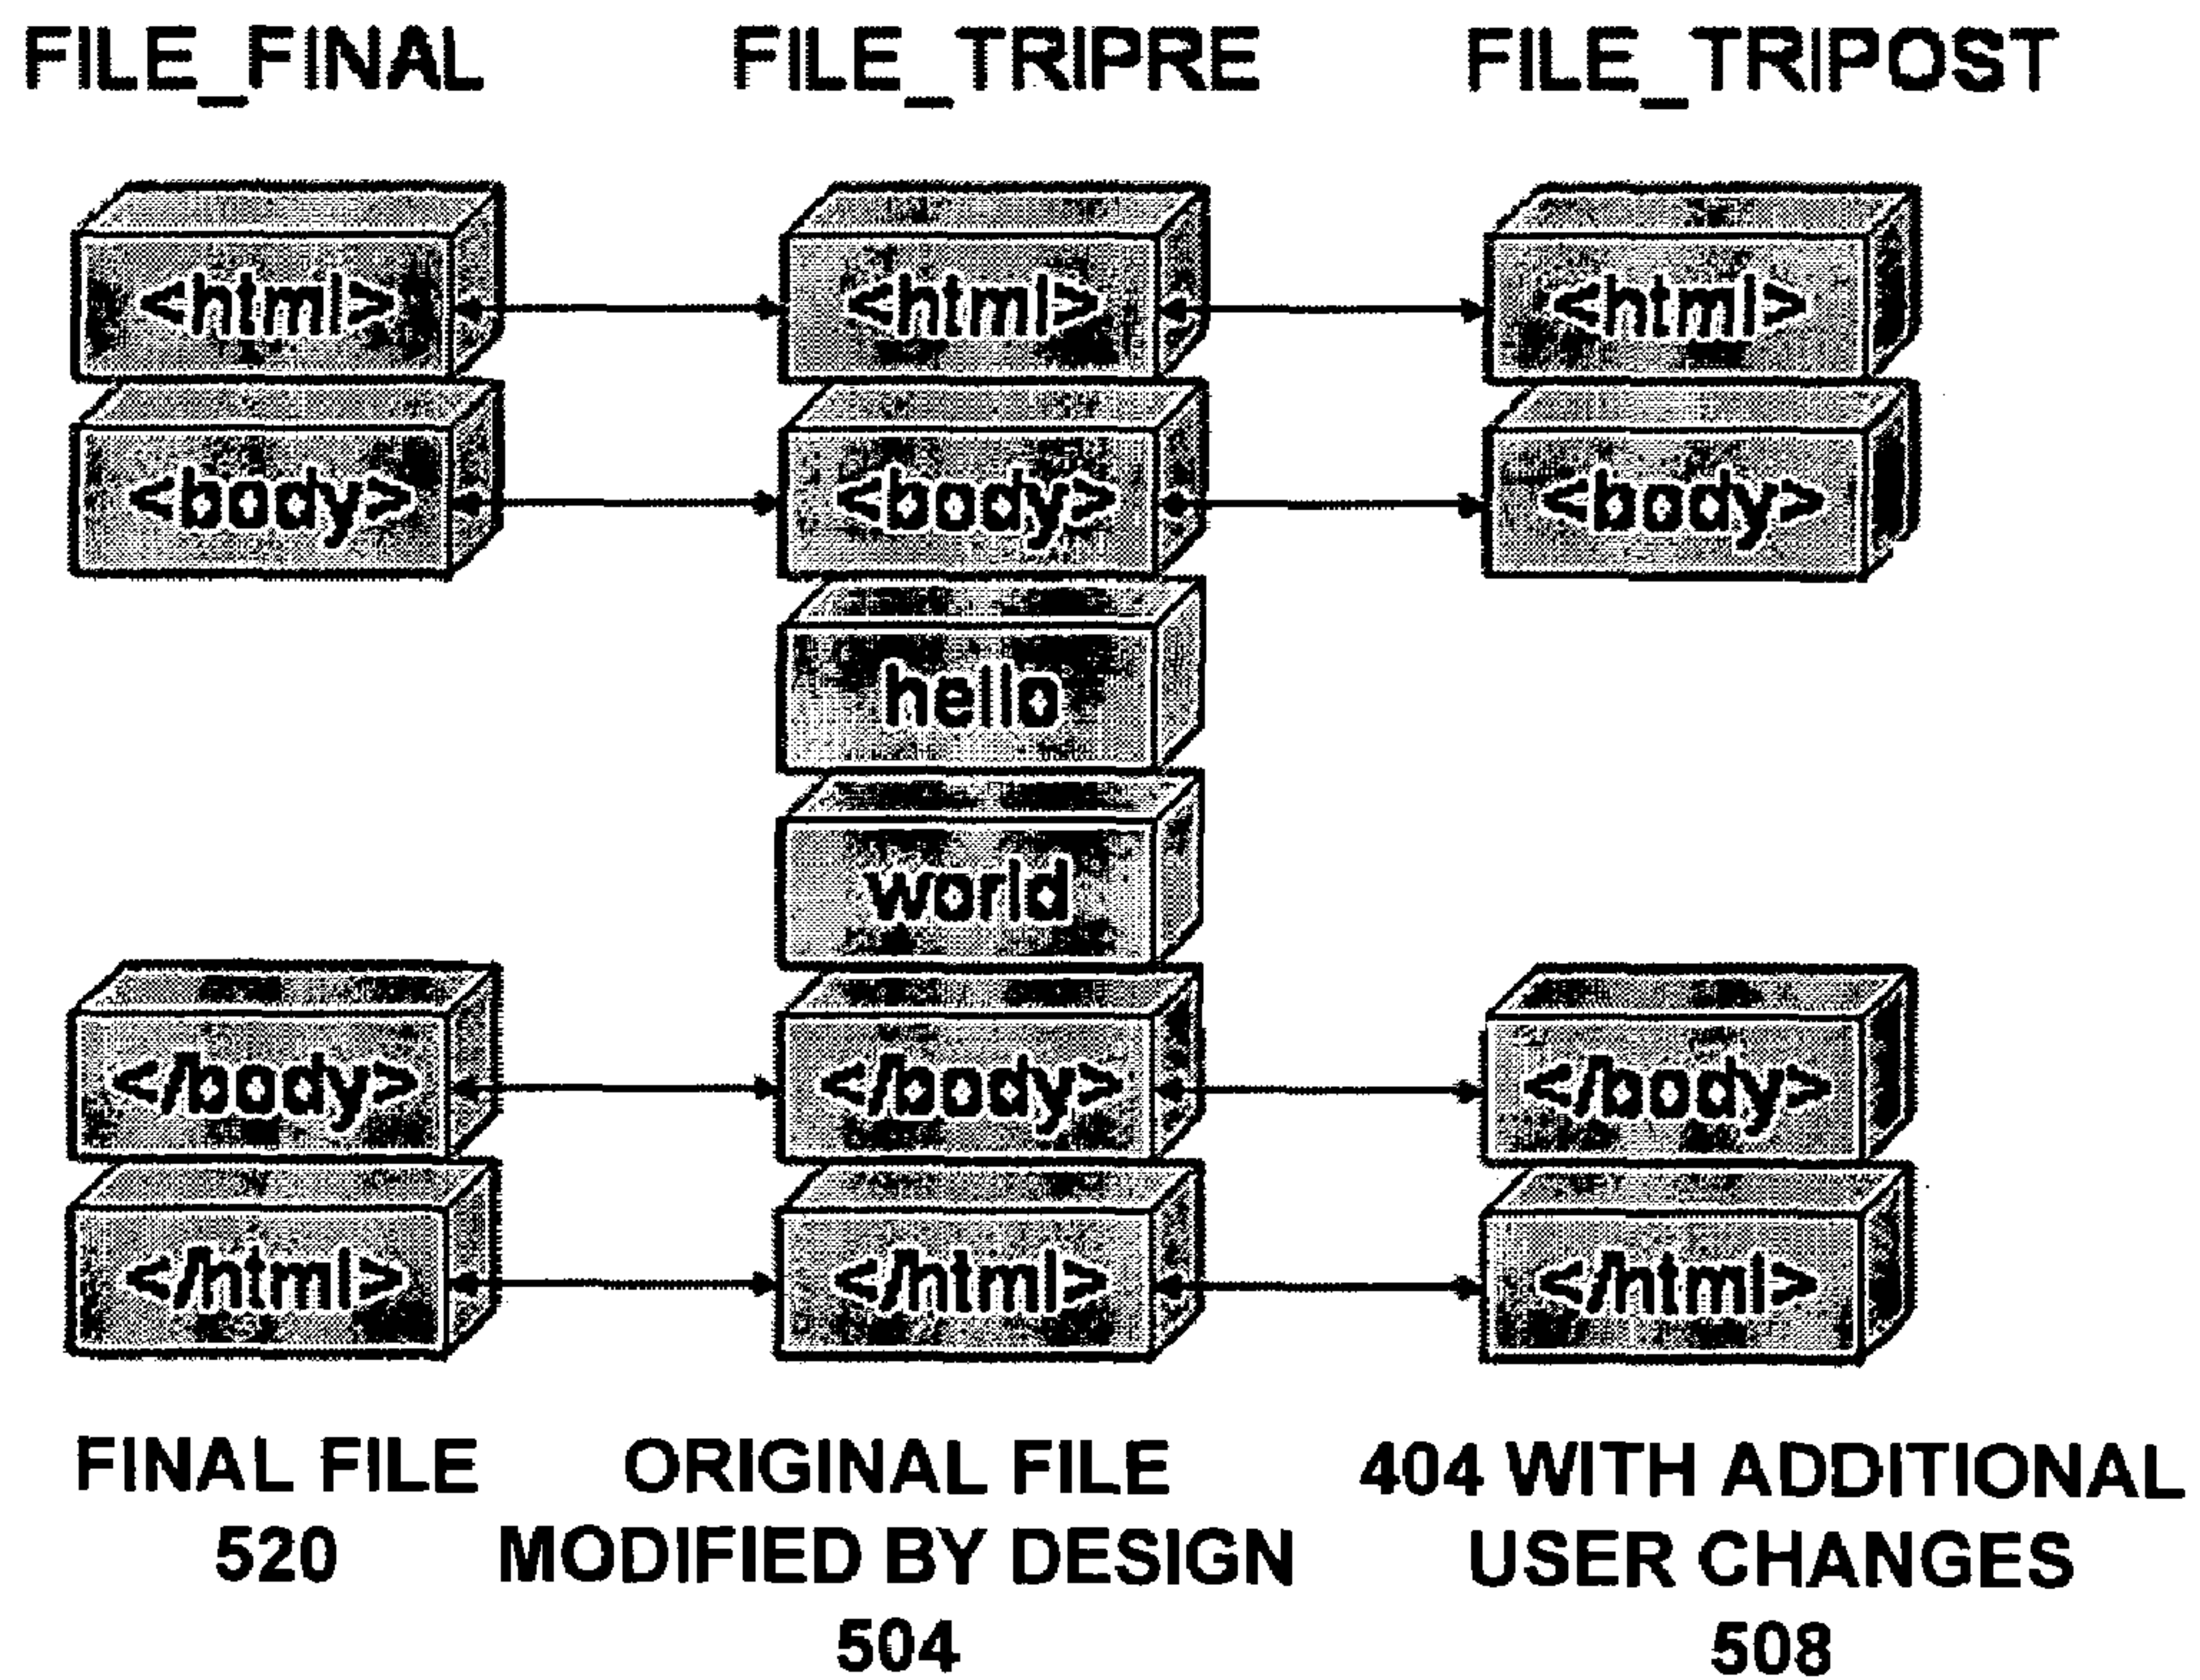 FILE_FINAL FILE_TRIPRE FILE_TRIPOST
<html> <html> <html>
<body> <body> <body>
hello
world
</body> </body> </body>
</html> </html> </html>
FINAL FILE ORIGINAL FILE 404 WITH ADDITIONAL
520 MODIFIED BY DESIGN USER CHANGES
504 508